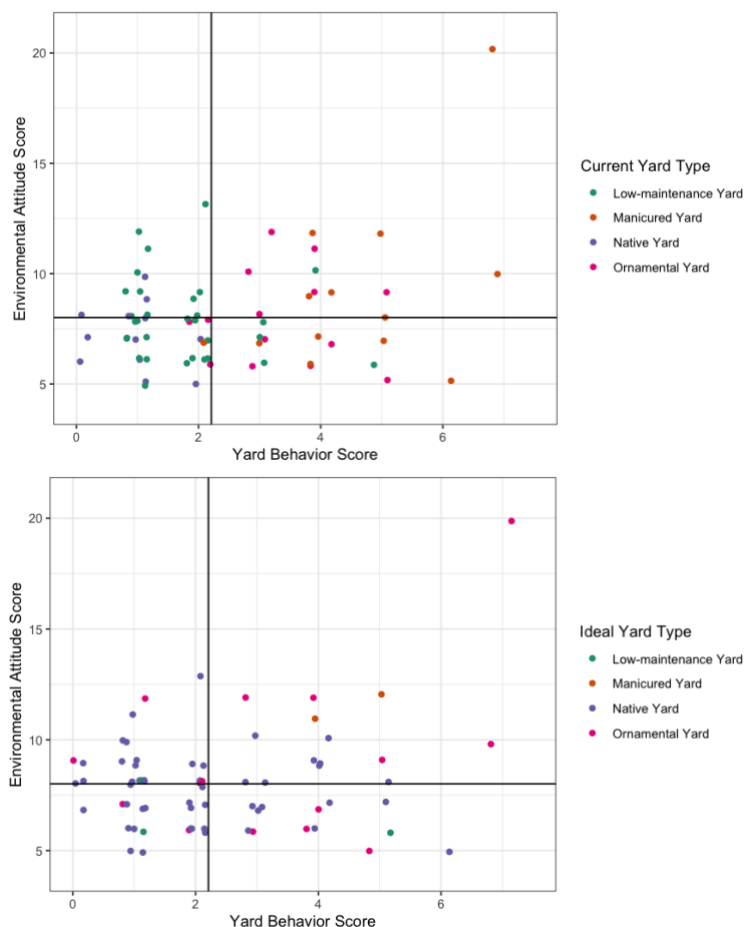 20
15
10
5
Environmental Attitude Score
0 2 4 6
Yard Behavior Score
Current Yard Type
Low-maintenance Yard
Manicured Yard
Native Yard
Ornamental Yard
20
15
10
5
Environmental Attitude Score
0 2 4 6
Yard Behavior Score
Ideal Yard Type
Low-maintenance Yard
Manicured Yard
Native Yard
Ornamental Yard